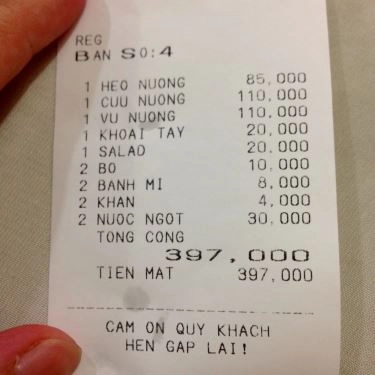 REG
BAN SO:4
1 HEO NUONG 85,000
1 CUU NUONG 110,000
1 VU NUONG 110,000
1 KHOAI TAY 20,000
1 SALAD 20,000
2 BO 10,000
2 BANH MI 8,000
2 KHAN 4,000
2 NUOC NGOT 30,000
TONG CONG
397,000
TIEN MAT 397,000
CAM ON QUY KHACH
HEN GAP LAI!